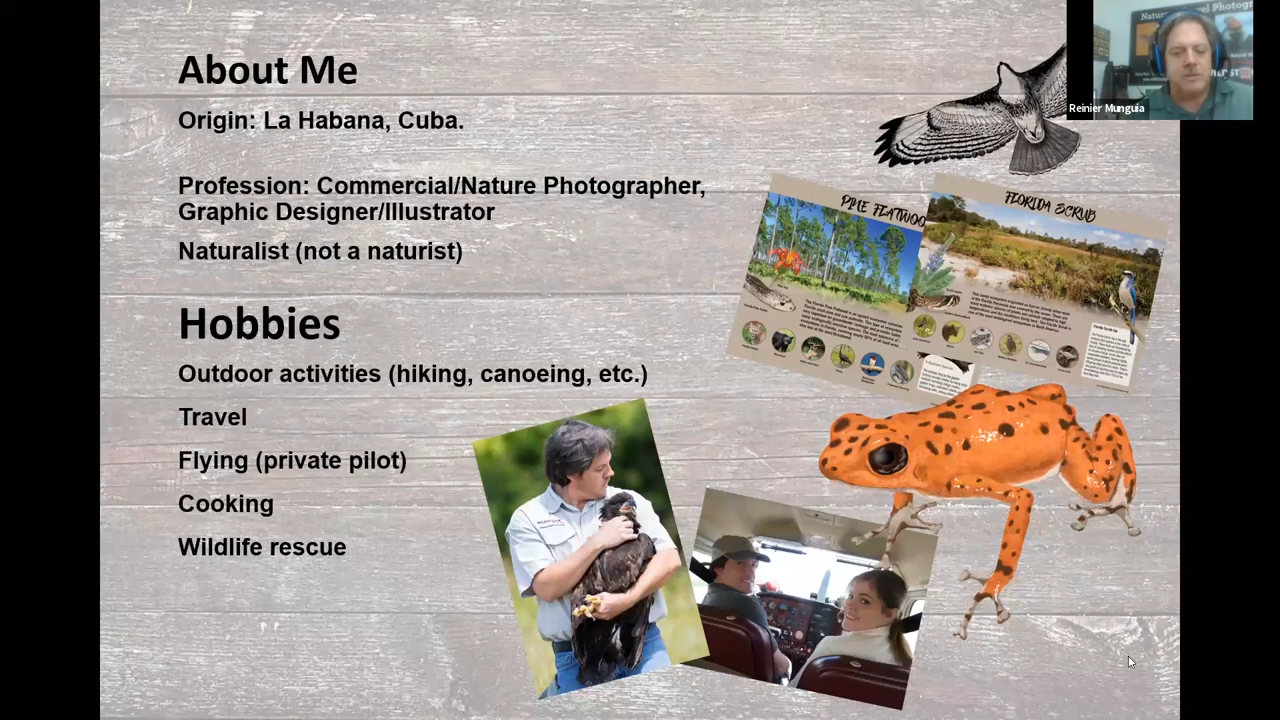 About Me
Origin: La Habana, Cuba.
Profession: Commercial/Nature Photographer,
Graphic Designer/Illustrator
Naturalist (not a naturist)
Hobbies
Outdoor activities (hiking, canoeing, etc.)
Travel
Flying (private pilot)
Cooking
Wildlife rescue
Reinier Munguia
PINE FLATWOO
FLORIDA SCRUB